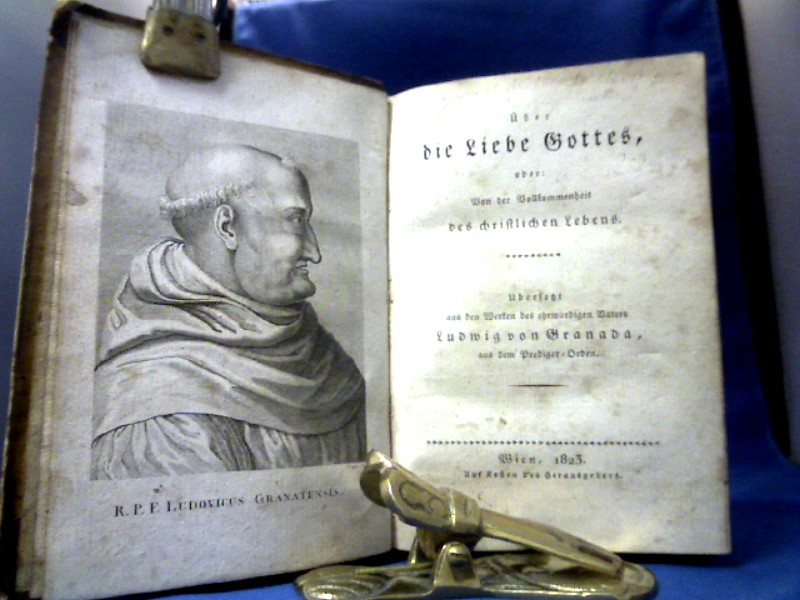 R. P. F. LUDOVICUS GRANATENSIS
Über
die Liebe Gottes,
oder:
Von der Vollkommenheit
des christlichen Lebens.
Übersetzt
aus den Werken des ehrwürdigen Vaters
Ludwig von Granada,
aus dem Prediger-Orden.
Wien, 1823.
Auf Kosten des Herausgebers.